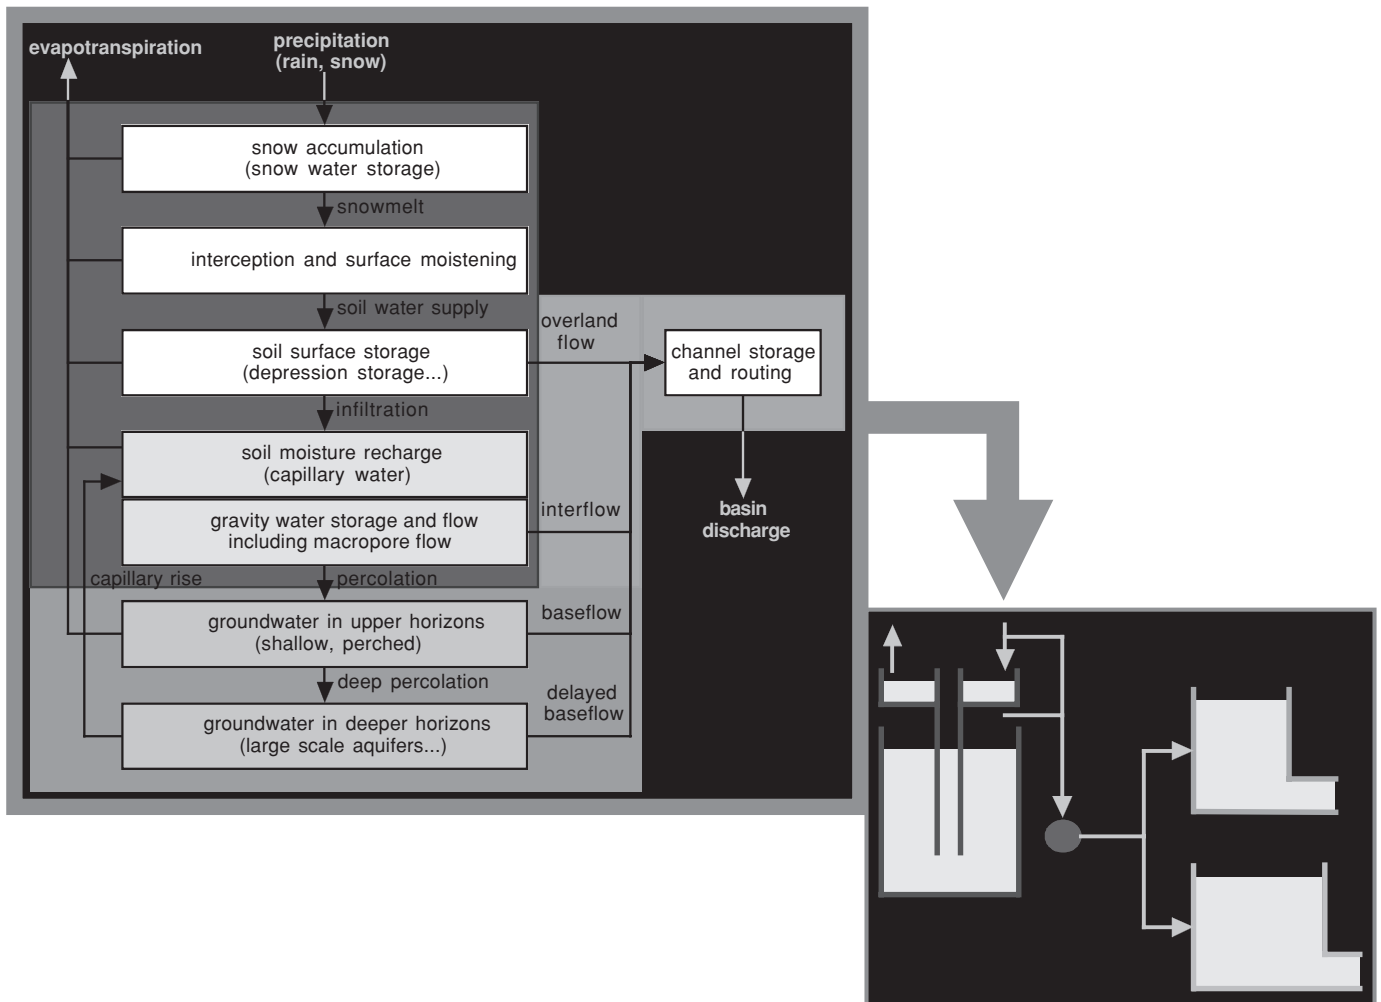 evapotranspiration
precipitation
(rain, snow)
snow accumulation
(snow water storage)
snowmelt
interception and surface moistening
soil water supply
overland
flow
soil surface storage
(depression storage...)
channel storage
and routing
infiltration
soil moisture recharge
(capillary water)
gravity water storage and flow
including macropore flow
interflow
basin
discharge
capillary rise
percolation
groundwater in upper horizons
(shallow, perched)
baseflow
deep percolation
delayed
baseflow
groundwater in deeper horizons
(large scale aquifers...)